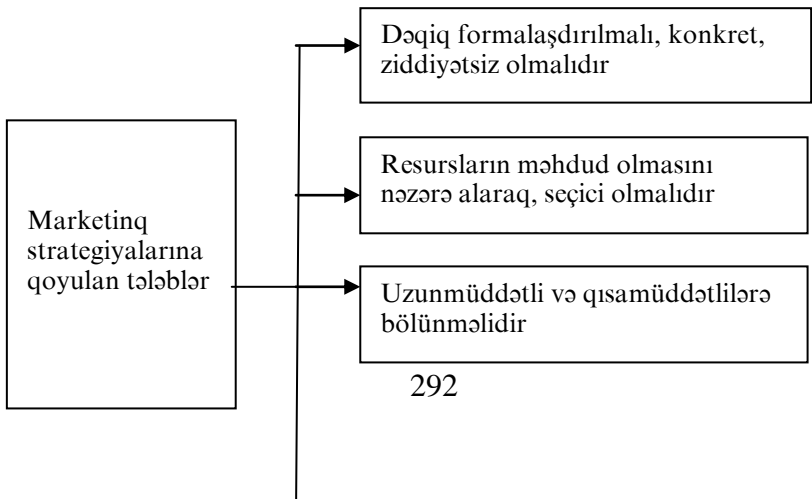 Marketinq
strategiyalarına
qoyulan tələblər
Dəqiq formalaşdırılmalı, konkret,
ziddiyətsiz olmalıdır
Resursların məhdud olmasını
nəzərə alaraq, seçici olmalıdır
Uzunmüddətli və qısamüddətlilərə
bölünməlidir
292